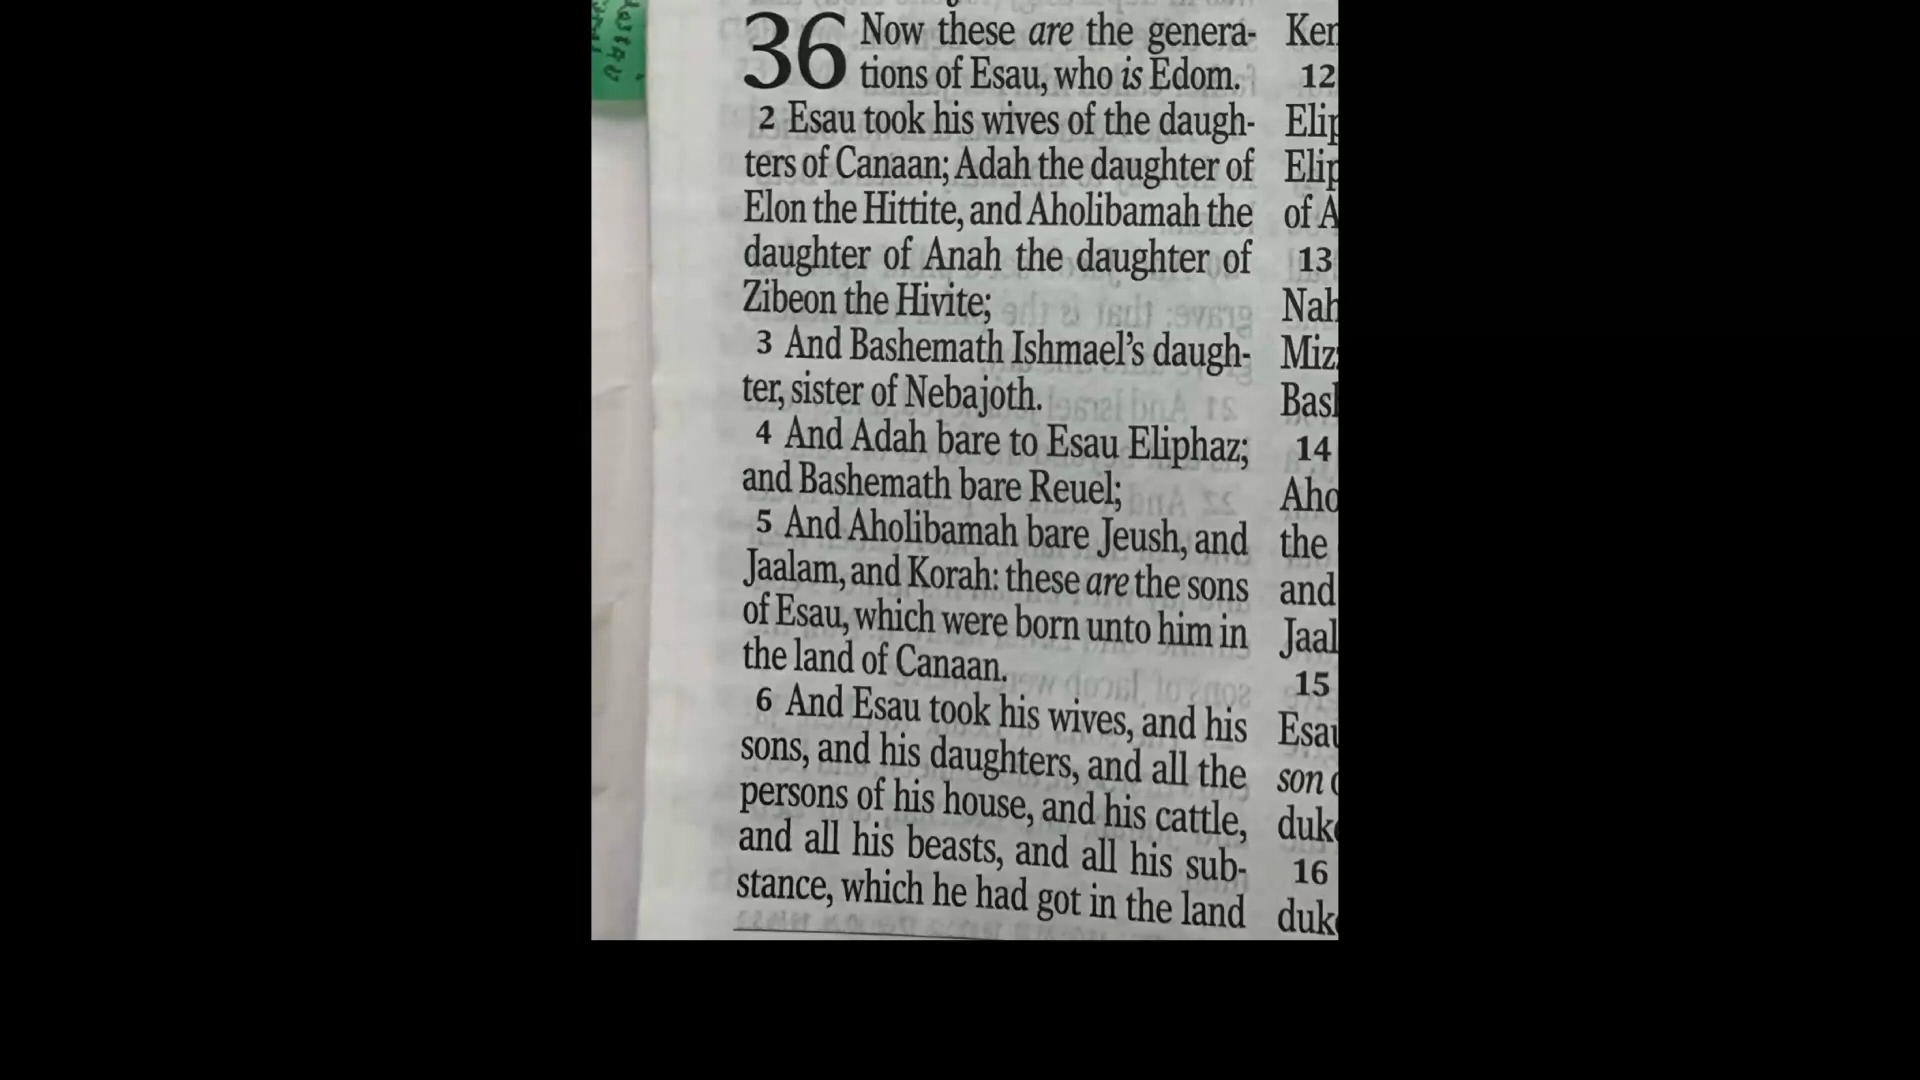 36 Now these are the genera-
tions of Esau, who is Edom.
2 Esau took his wives of the daugh-
ters of Canaan; Adah the daughter of
Elon the Hittite, and Aholibamah the
daughter of Anah the daughter of
Zibeon the Hivite;
3 And Bashemath Ishmael's daugh-
ter, sister of Nebajoth.
4 And Adah bare to Esau Eliphaz;
and Bashemath bare Reuel;
5 And Aholibamah bare Jeush, and
Jaalam, and Korah: these are the sons
of Esau, which were born unto him in
the land of Canaan.
6 And Esau took his wives, and his
sons, and his daughters, and all the
persons of his house, and his cattle,
and all his beasts, and all his sub-
stance, which he had got in the land
12
of A
13
14
the
and
15
son
16